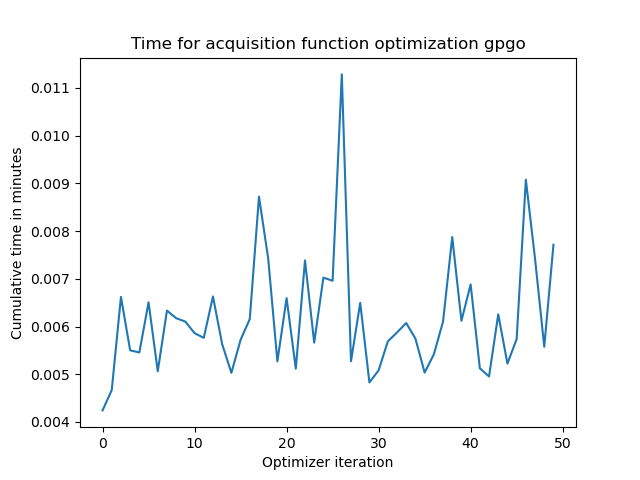 Time for acquisition function optimization gpgo
0.011
0.010
0.009
0.008
0.007
0.006
0.005
0.004
Cumulative time in minutes
0 10 20 30 40 50
Optimizer iteration